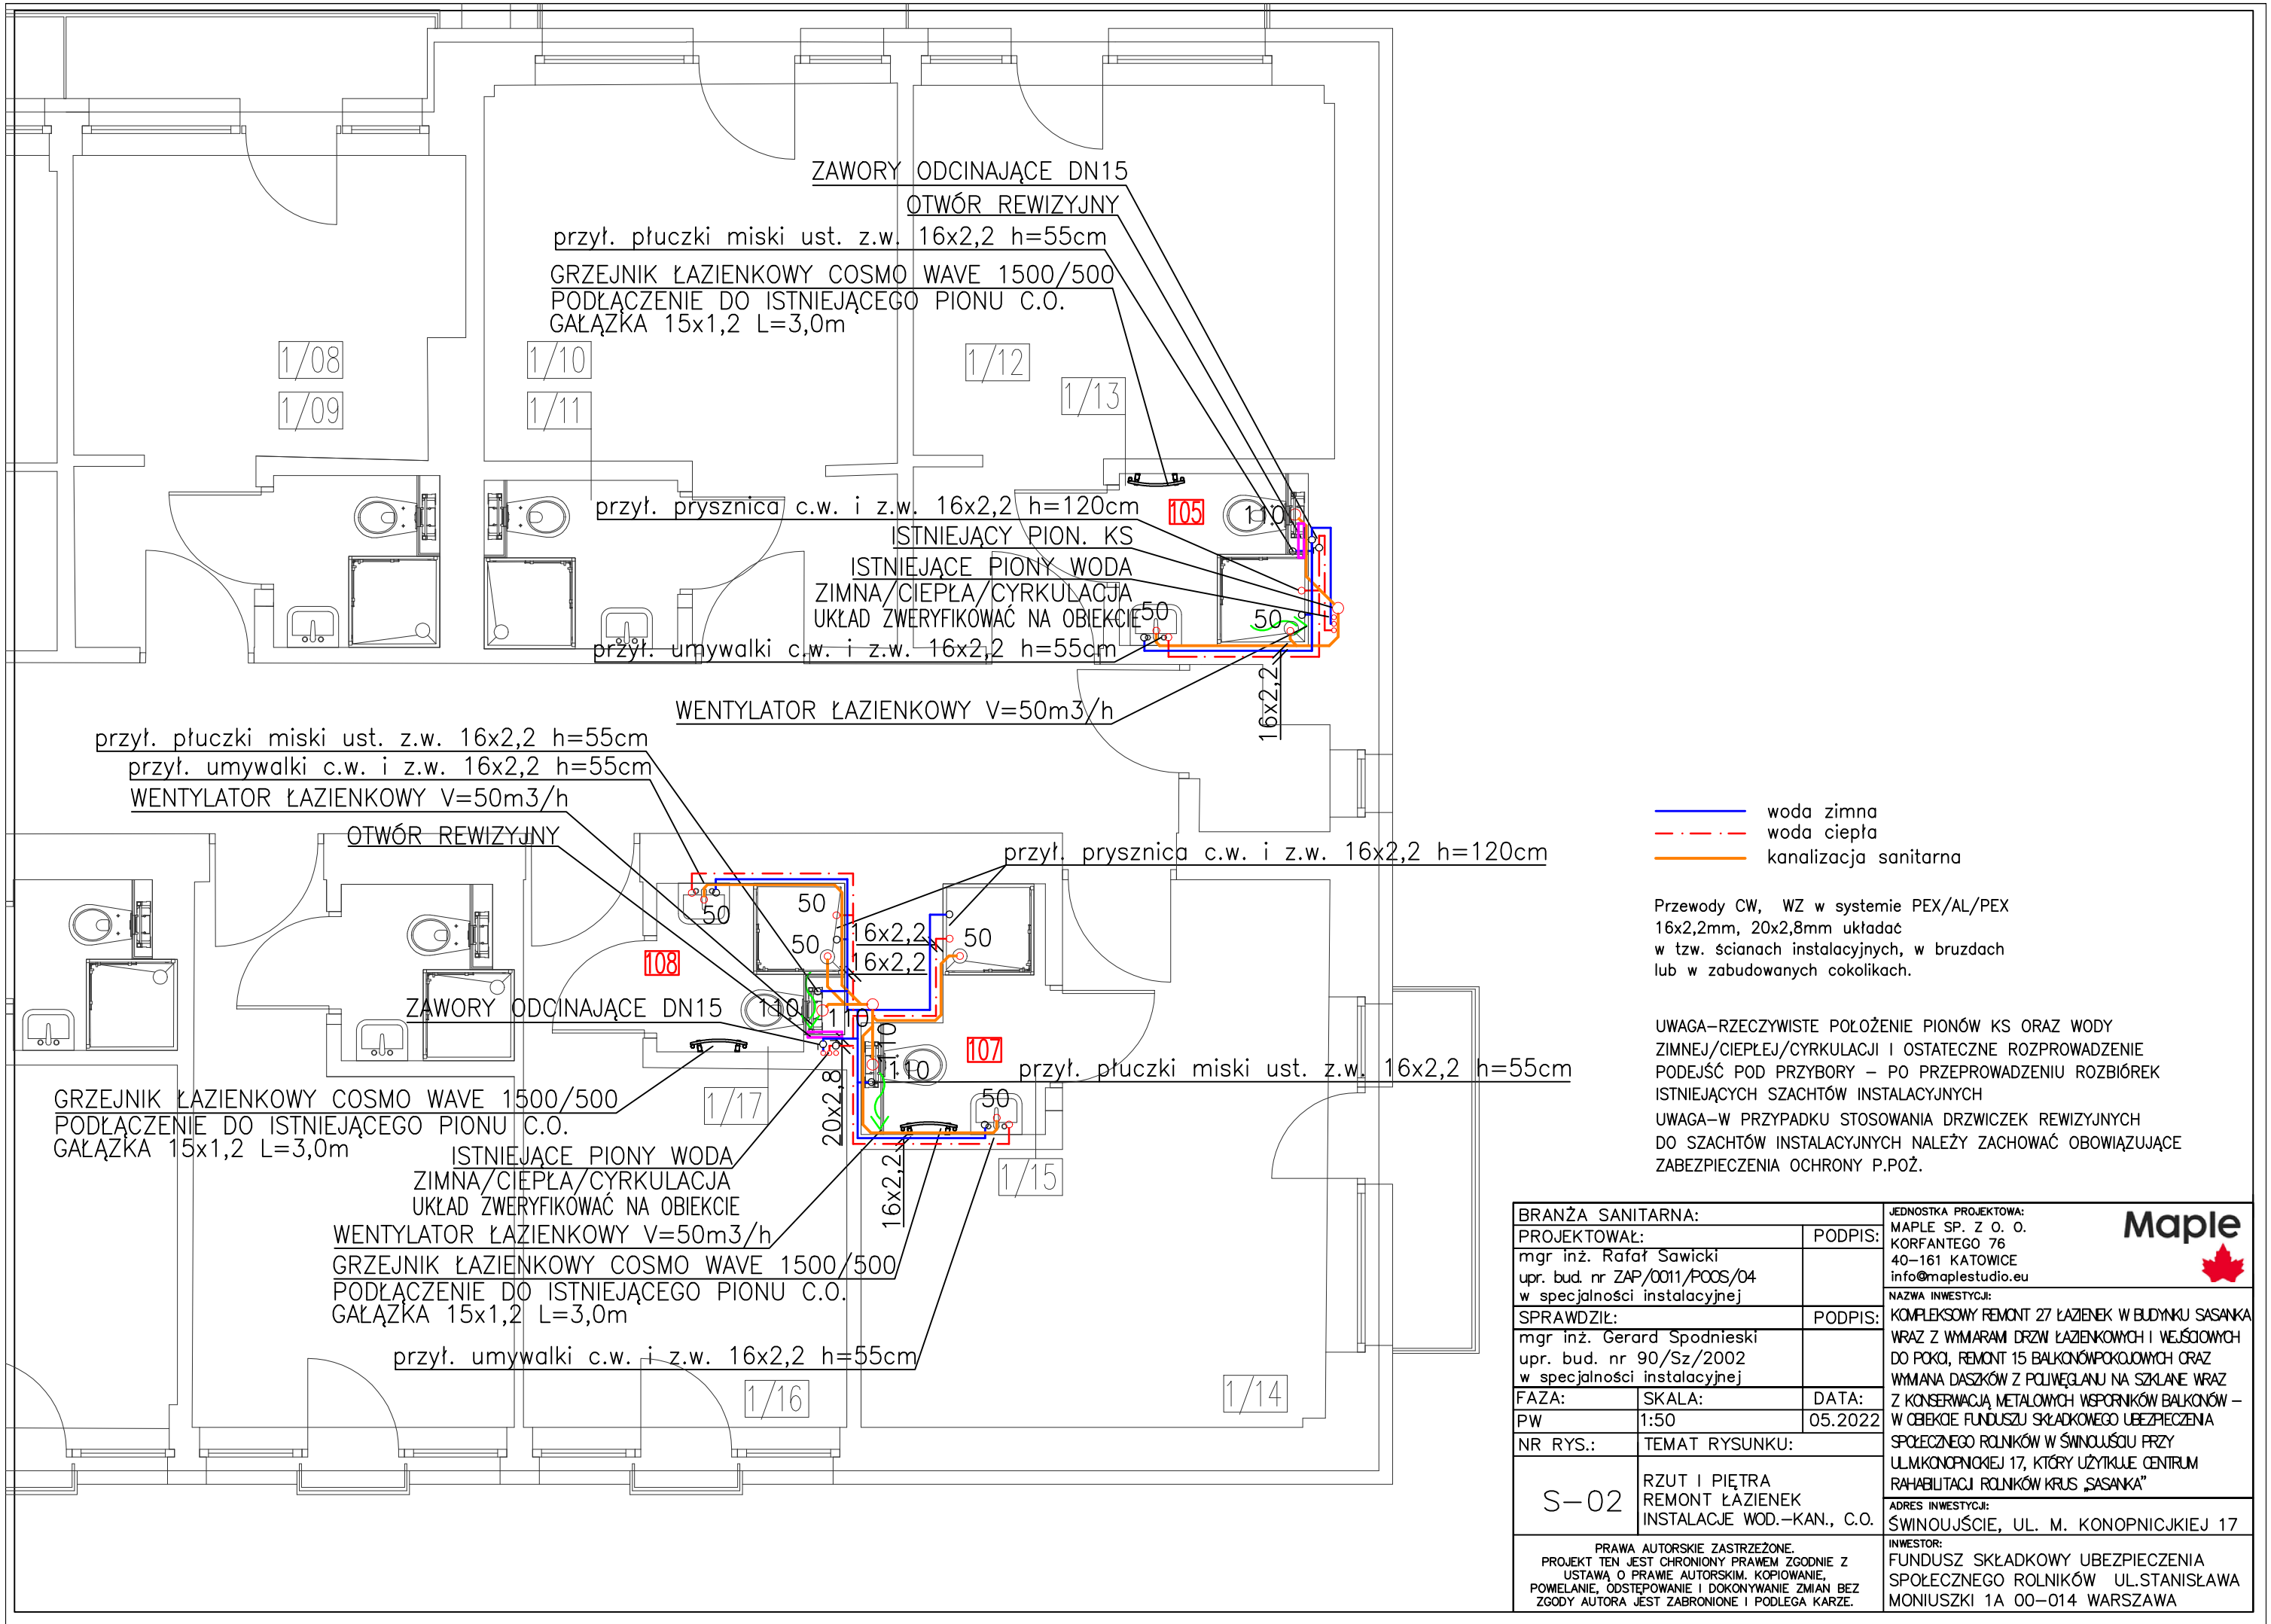 ZAWORY ODCINAJĄCE DN15
OTWÓR REWIZYJNY
przył. płuczki miski ust. z.w. 16x2,2 h=55cm
GRZEJNIK ŁAZIENKOWY COSMO WAVE 1500/500
PODŁĄCZENIE DO ISTNIEJĄCEGO PIONU C.O.
GAŁĄZKA 15x1,2 L=3,0m
1/08
1/09
1/10
1/11
1/12
1/13
przył. prysznica c.w. i z.w. 16x2,2 h=120cm
105
110
ISTNIEJĄCY PION. KS
ISTNIEJĄCE PIONY WODA
ZIMNA/CIEPŁA/CYRKULACJA
UKŁAD ZWERYFIKOWAĆ NA OBIEKCIE
50
50
przył. umywalki c.w. i z.w. 16x2,2 h=55cm
16x2,2
WENTYLATOR ŁAZIENKOWY V=50m3/h
przył. płuczki miski ust. z.w. 16x2,2 h=55cm
przył. umywalki c.w. i z.w. 16x2,2 h=55cm
WENTYLATOR ŁAZIENKOWY V=50m3/h
OTWÓR REWIZYJNY
przył. prysznica c.w. i z.w. 16x2,2 h=120cm
50
50
50
50
16x2,2
16x2,2
108
ZAWORY ODCINAJĄCE DN15
110
110
110
110
107
przył. płuczki miski ust. z.w. 16x2,2 h=55cm
50
GRZEJNIK ŁAZIENKOWY COSMO WAVE 1500/500
PODŁĄCZENIE DO ISTNIEJĄCEGO PIONU C.O.
GAŁĄZKA 15x1,2 L=3,0m
1/17
20x2,8
16x2,2
1/15
ISTNIEJĄCE PIONY WODA
ZIMNA/CIEPŁA/CYRKULACJA
UKŁAD ZWERYFIKOWAĆ NA OBIEKCIE
WENTYLATOR ŁAZIENKOWY V=50m3/h
GRZEJNIK ŁAZIENKOWY COSMO WAVE 1500/500
PODŁĄCZENIE DO ISTNIEJĄCEGO PIONU C.O.
GAŁĄZKA 15x1,2 L=3,0m
przył. umywalki c.w. i z.w. 16x2,2 h=55cm
1/16
1/14
woda zimna
woda ciepła
kanalizacja sanitarna
Przewody CW, WZ w systemie PEX/AL/PEX
16x2,2mm, 20x2,8mm układać
w tzw. ścianach instalacyjnych, w bruzdach
lub w zabudowanych cokolikach.
UWAGA-RZECZYWISTE POŁOŻENIE PIONÓW KS ORAZ WODY
ZIMNEJ/CIEPŁEJ/CYRKULACJI I OSTATECZNE ROZPROWADZENIE
PODEJŚĆ POD PRZYBORY – PO PRZEPROWADZENIU ROZBIÓREK
ISTNIEJĄCYCH SZACHTÓW INSTALACYJNYCH
UWAGA-W PRZYPADKU STOSOWANIA DRZWICZEK REWIZYJNYCH
DO SZACHTÓW INSTALACYJNYCH NALEŻY ZACHOWAĆ OBOWIĄZUJĄCE
ZABEZPIECZENIA OCHRONY P.POŻ.
BRANŻA SANITARNA:
PROJEKTOWAŁ: PODPIS:
mgr inż. Rafał Sawicki
upr. bud. nr ZAP/0011/POOS/04
w specjalności instalacyjnej
SPRAWDZIŁ: PODPIS:
mgr inż. Gerard Spodnieski
upr. bud. nr 90/Sz/2002
w specjalności instalacyjnej
FAZA: SKALA: DATA:
PW 1:50 05.2022
NR RYS.: TEMAT RYSUNKU:
S-02
RZUT I PIĘTRA
REMONT ŁAZIENEK
INSTALACJE WOD.-KAN., C.O.
PRAWA AUTORSKIE ZASTRZEŻONE.
PROJEKT TEN JEST CHRONIONY PRAWEM ZGODNIE Z
USTAWĄ O PRAWIE AUTORSKIM. KOPIOWANIE,
POWIELANIE, ODSTĘPOWANIE I DOKONYWANIE ZMIAN BEZ
ZGODY AUTORA JEST ZABRONIONE I PODLEGA KARZE.
JEDNOSTKA PROJEKTOWA:
MAPLE SP. Z O. O.
KORFANTEGO 76
40-161 KATOWICE
info@maplestudio.eu
Maple
NAZWA INWESTYCJI:
KOMPLEKSOWY REMONT 27 ŁAZIENEK W BUDYNKU SASANKA
WRAZ Z WYMIARAMI DRZWI ŁAZIENKOWYCH I WEJŚCIOWYCH
DO POKOI, REMONT 15 BALKONÓWPOKOJOWYCH ORAZ
WYMIANA DASZKÓW Z POLIWĘGLANU NA SZKLANE WRAZ
Z KONSERWACJĄ METALOWYCH WSPORNIKÓW BALKONÓW –
W OBIEKCIE FUNDUSZU SKŁADKOWEGO UBEZPIECZENIA
SPOŁECZNEGO ROLNIKÓW W ŚWINOUJŚCIU PRZY
UL.M.KONOPNICKIEJ 17, KTÓRY UŻYTKUJE CENTRUM
RAHABILITACJI ROLNIKÓW KRUS „SASANKA”
ADRES INWESTYCJI:
ŚWINOUJŚCIE, UL. M. KONOPNICJKIEJ 17
INWESTOR:
FUNDUSZ SKŁADKOWY UBEZPIECZENIA
SPOŁECZNEGO ROLNIKÓW UL.STANISŁAWA
MONIUSZKI 1A 00-014 WARSZAWA